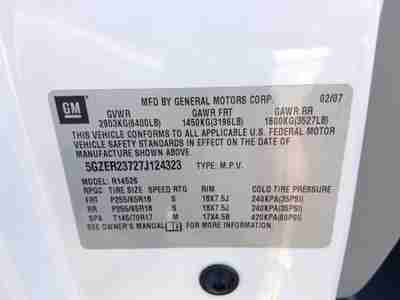 MFD BY GENERAL MOTORS CORP. 02/07
GM GVWR GAWR FRT GAWR RR
2903KG(6400LB) 1450KG(3196LB) 1600KG(3527LB)
THIS VEHICLE CONFORMS TO ALL APPLICABLE U.S. FEDERAL MOTOR
VEHICLE SAFETY STANDARDS IN EFFECT ON THE DATE OF
MANUFACTURE SHOWN ABOVE.
5GZER23727J124323 TYPE: M.P.V.
MODEL: R14526
RPOC TIRE SIZE SPEED RTG RIM COLD TIRE PRESSURE
FRT P255/65R18 S 18X7.5J 240KPA(35PSI)
RR P255/65R18 S 18X7.5J 240KPA(35PSI)
SPA T145/70R17 M 17X4.5B 420KPA(60PSI)
SEE OWNER'S MANUAL FOR MORE INFORMATION